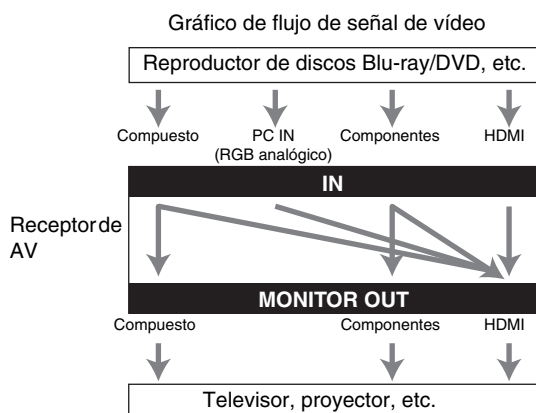 Gráfico de flujo de señal de vídeo
Reproductor de discos Blu-ray/DVD, etc.
Compuesto PC IN Componentes HDMI
(RGB analógico)
IN
Receptor de
AV
MONITOR OUT
Compuesto Componentes HDMI
Televisor, proyector, etc.